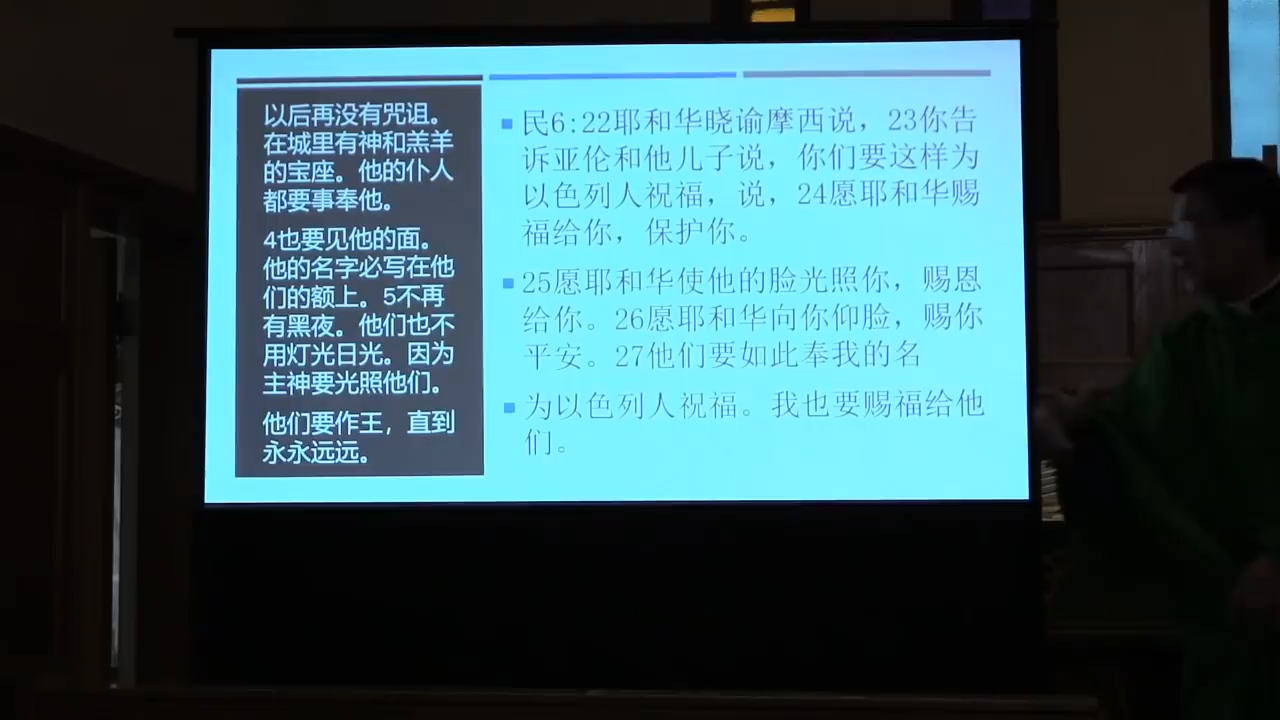 以后再没有咒诅。
在城里有神和羔羊
的宝座。他的仆人
都要事奉他。
4也要见他的面。
他的名字必写在他
们的额上。5不再
有黑夜。他们也不
用灯光日光。因为
主神要光照他们。
他们要作王，直到
永永远远。
民6:22耶和华晓谕摩西说，23你告
诉亚伦和他儿子说，你们要这样为
以色列人祝福，说，24愿耶和华赐
福给你，保护你。
25愿耶和华使他的脸光照你，赐恩
给你。26愿耶和华向你仰脸，赐你
平安。27他们要如此奉我的名
为以色列人祝福。我也要赐福给他
们。